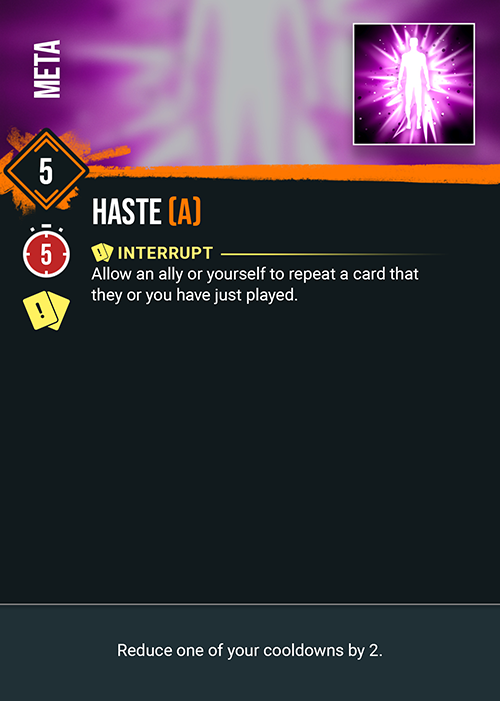 META
5
HASTE (A)
5
! INTERRUPT
Allow an ally or yourself to repeat a card that
they or you have just played.
!
Reduce one of your cooldowns by 2.